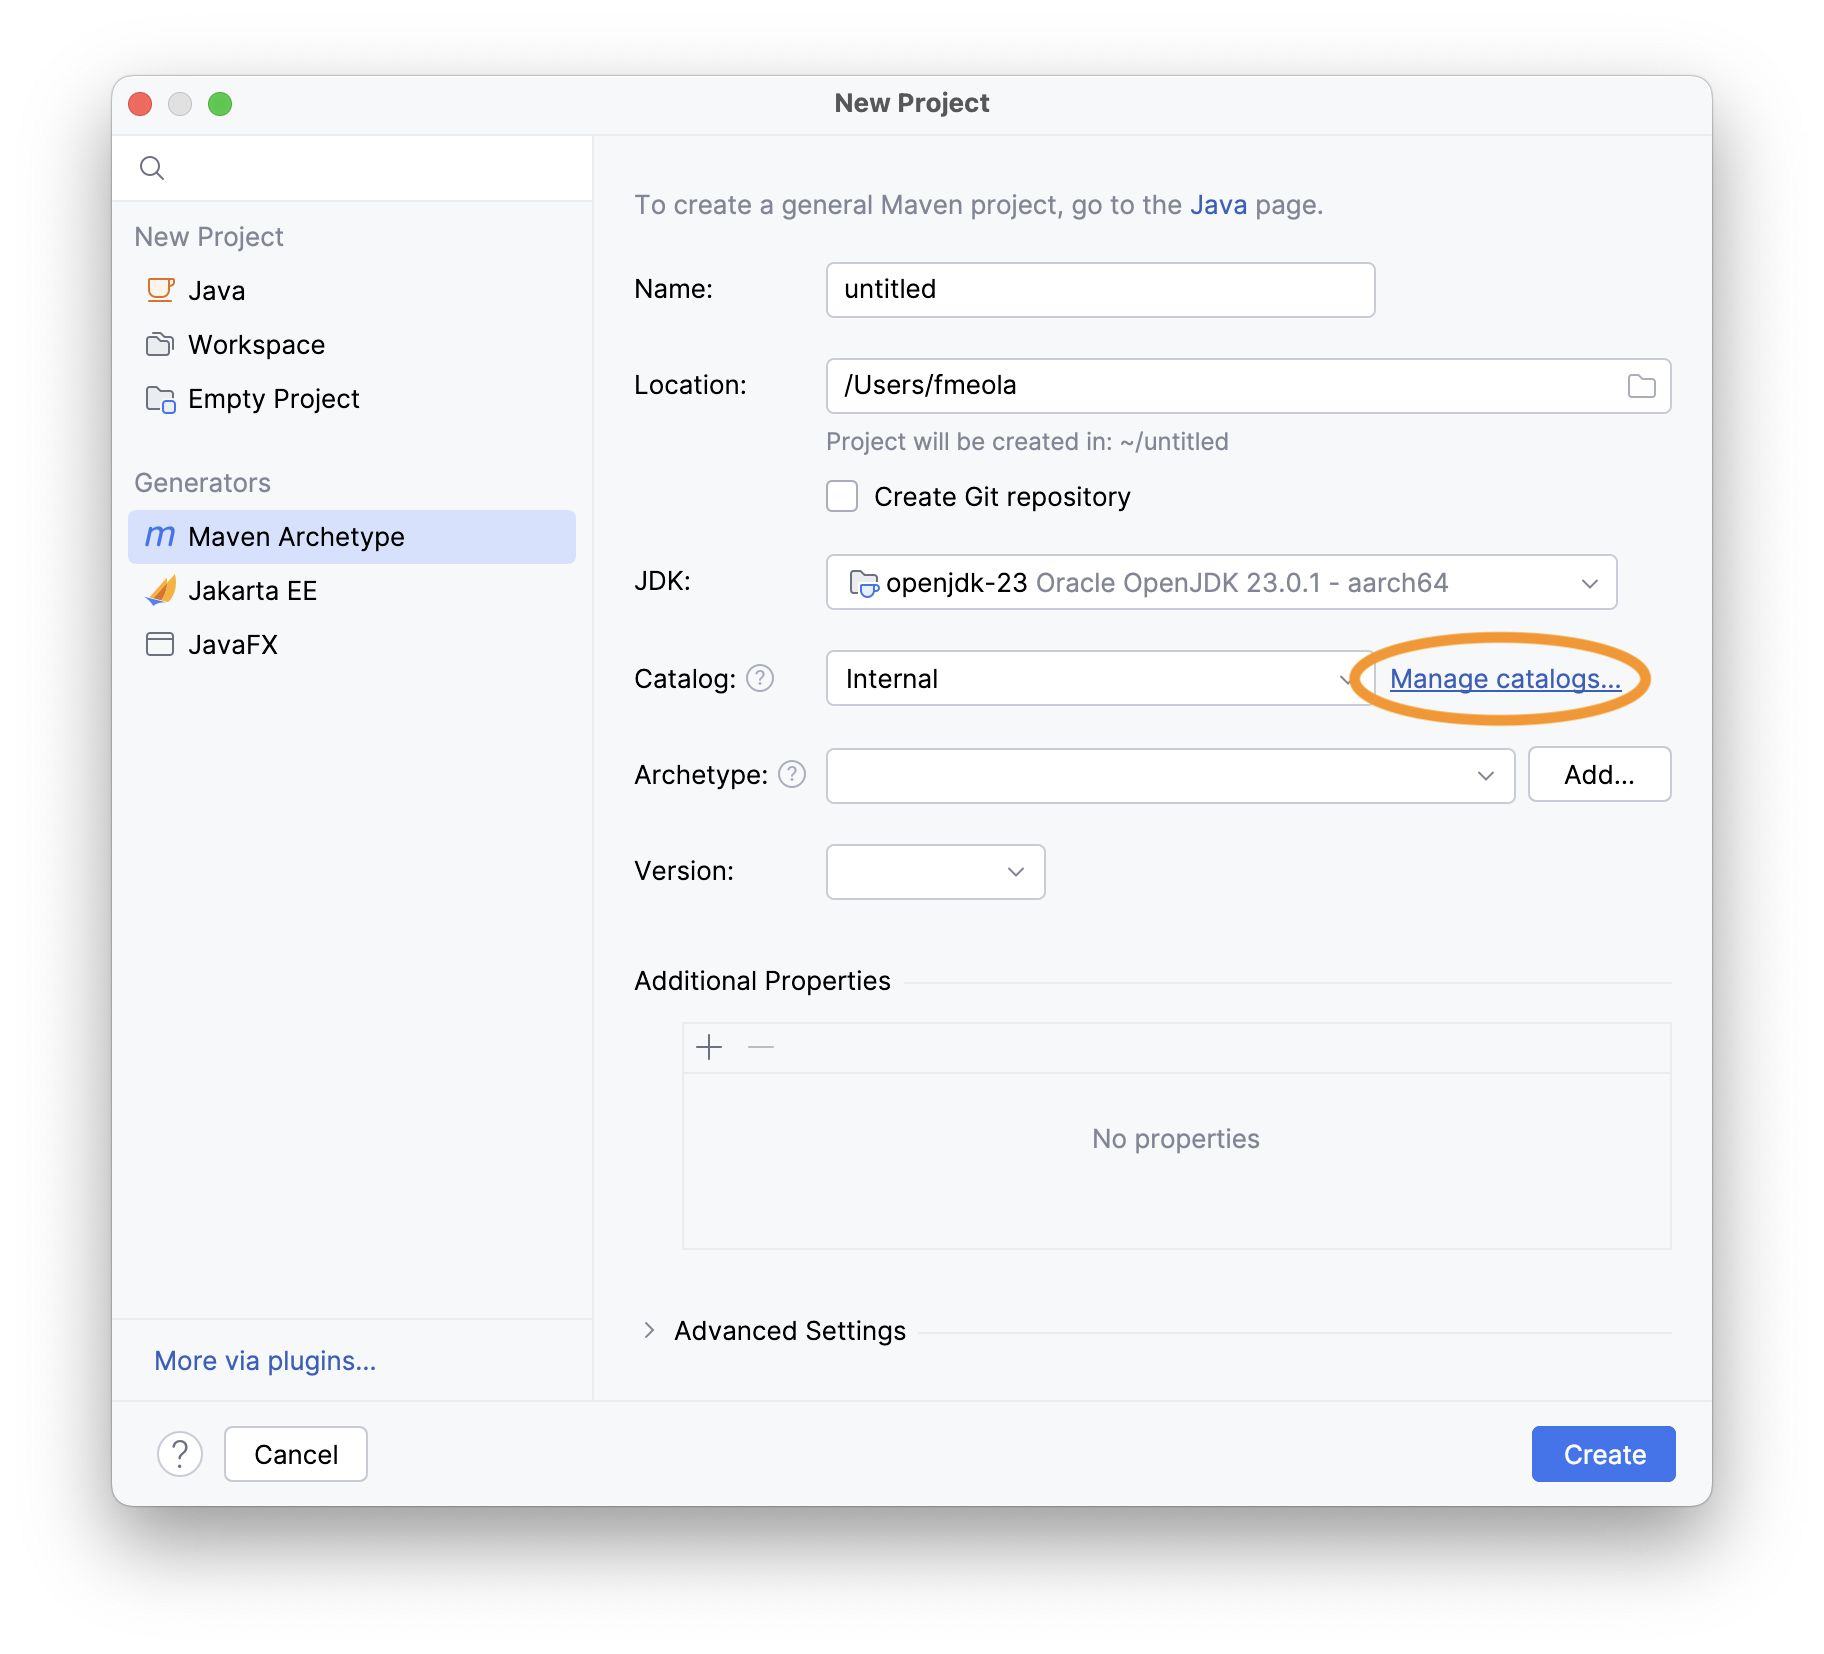 New Project
New Project
Java
Workspace
Empty Project
Generators
Maven Archetype
Jakarta EE
JavaFX
More via plugins...
To create a general Maven project, go to the Java page.
Name: untitled
Location: /Users/fmeola
Project will be created in: ~/untitled
Create Git repository
JDK: openjdk-23 Oracle OpenJDK 23.0.1 - aarch64
Catalog: ? Internal Manage catalogs...
Archetype: ? Add...
Version:
Additional Properties
No properties
Advanced Settings
? Cancel Create